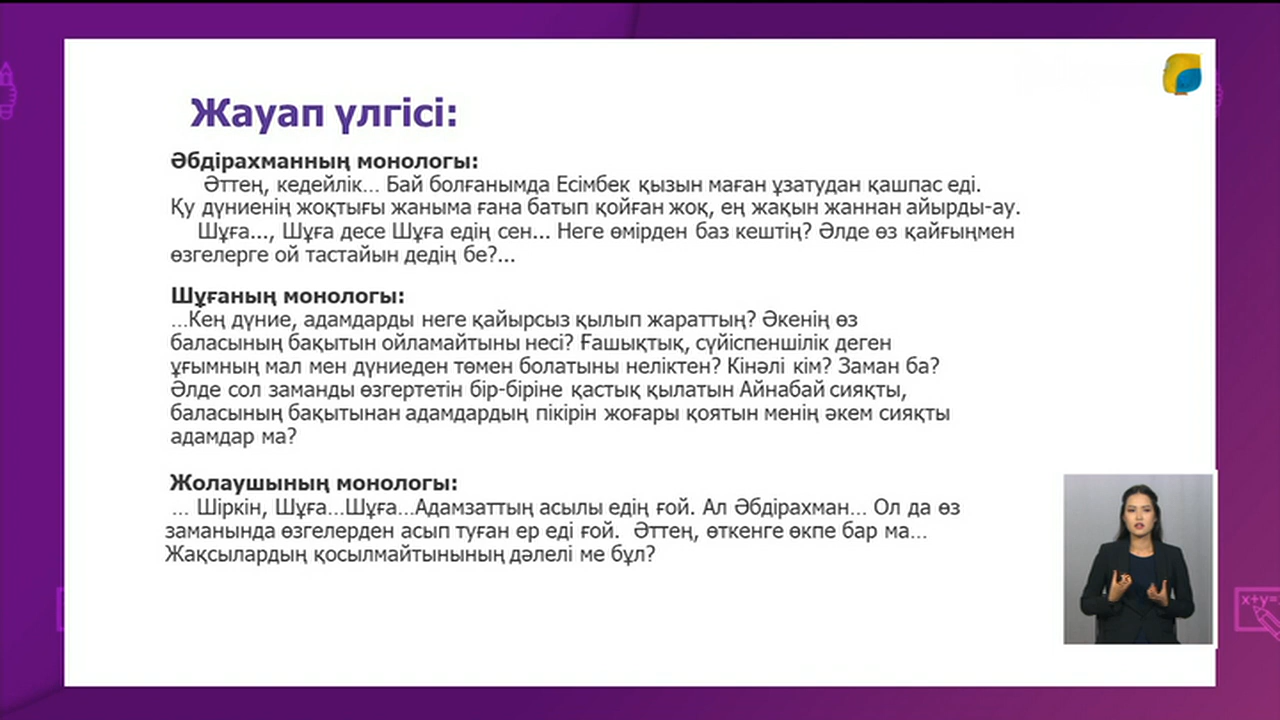 Жауап үлгісі:
Әбдірахманның монологы:
Әттең, кедейлік... Бай болғанымда Есімбек қызын маған ұзатудан қашпас еді.
Қу дүниенің жоқтығы жаныма ғана батып қойған жоқ, ең жақын жаннан айырды-ау.
Шұға..., Шұға десе Шұға едің сен... Неге өмірден баз кештің? Әлде өз қайғыңмен
өзгелерге ой тастайын дедің бе?...
Шұғаның монологы:
...Кең дүние, адамдарды неге қайырсыз қылып жараттың? Әкенің өз
баласының бақытын ойламайтыны несі? Ғашықтық, сүйіспеншілік деген
ұғымның мал мен дүниеден төмен болатыны неліктен? Кінәлі кім? Заман ба?
Әлде сол заманды өзгертетін бір-біріне қастық қылатын Айнабай сияқты,
баласының бақытынан адамдардың пікірін жоғары қоятын менің әкем сияқты
адамдар ма?
Жолаушының монологы:
... Шіркін, Шұға...Шұға...Адамзаттың асылы едің ғой. Ал Әбдірахман... Ол да өз
заманында өзгелерден асып туған ер еді ғой. Әттең, өткенге өкпе бар ма...
Жақсылардың қосылмайтынының дәлелі ме бұл?
x+y=